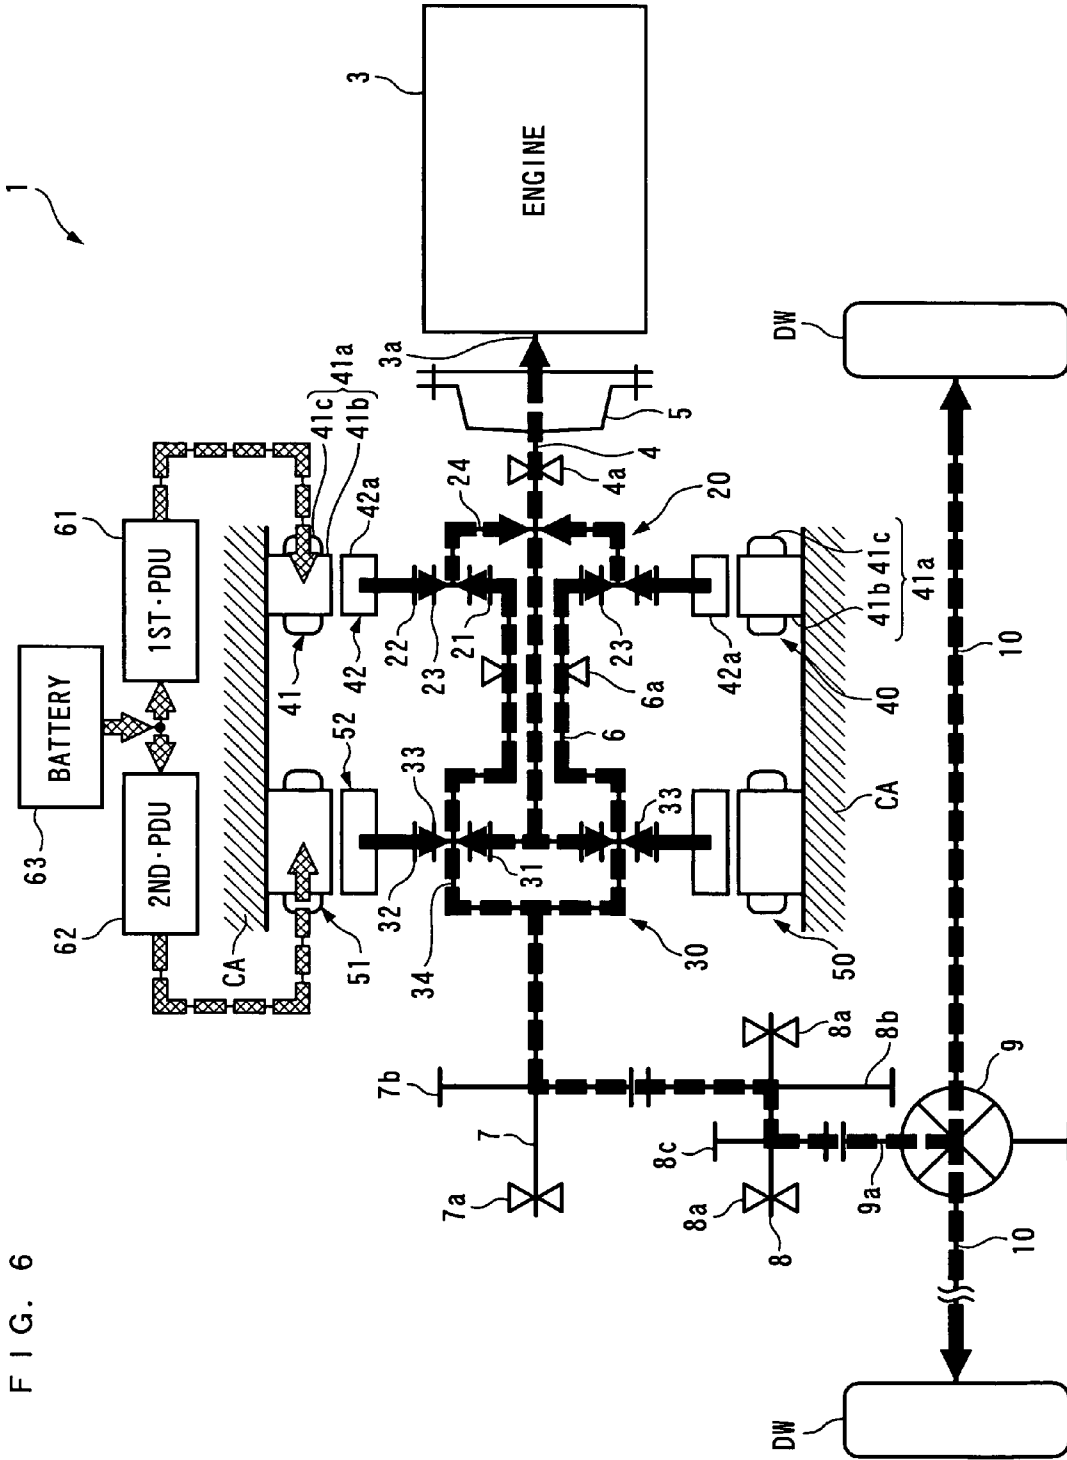 FIG. 6
1
63
BATTERY
62
61
2ND·PDU
1ST·PDU
CA
51
41
41c
41a
41b
52
42
42a
3
32
33
22
23
3a
34
7b
24
21
31
7
7a
ENGINE
6
4
4a
5
6a
23
33
8c
30
20
8a
42a
8
8a
50
40
DW
DW
9a
8b
CA
41b
41c
41a
10
10
9